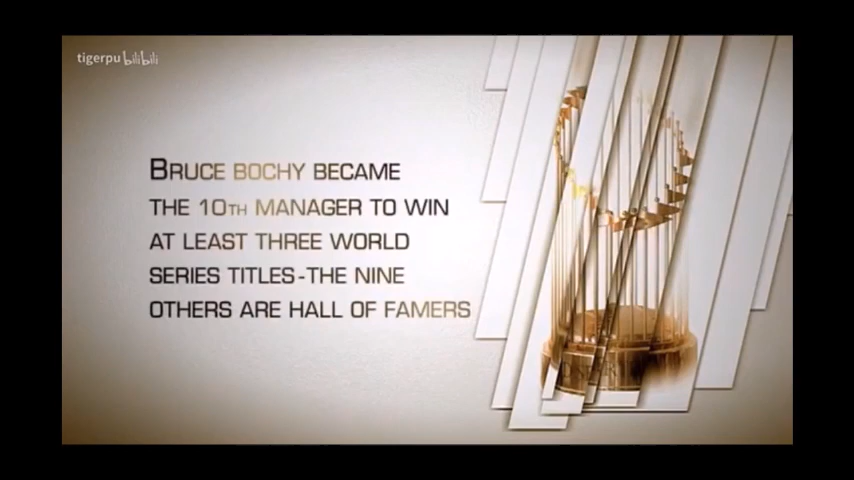 tigerpu bilibili
BRUCE BOCHY BECAME
THE 10TH MANAGER TO WIN
AT LEAST THREE WORLD
SERIES TITLES-THE NINE
OTHERS ARE HALL OF FAMERS